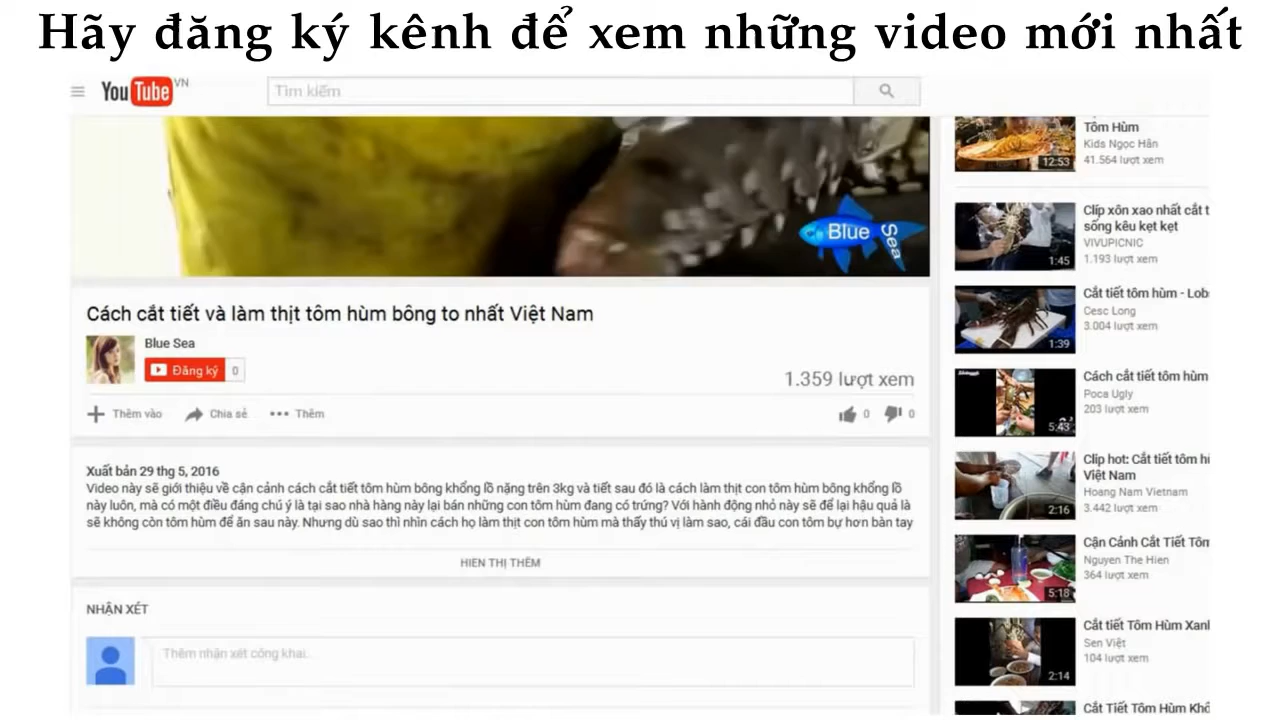 Hãy đăng ký kênh để xem những video mới nhất
YouTube VN
Tìm kiếm
Blue Sea
Cách cắt tiết và làm thịt tôm hùm bông to nhất Việt Nam
Blue Sea
Đăng ký 0
1.359 lượt xem
Thêm vào Chia sẻ Thêm
0 0
Xuất bản 29 thg 5, 2016
Video này sẽ giới thiệu về cận cảnh cách cắt tiết tôm hùm bông khổng lồ nặng trên 3kg và tiết sau đó là cách làm thịt con tôm hùm bông khổng lồ
này luôn, mà có một điều đáng chú ý là tại sao nhà hàng này lại bán những con tôm hùm đang có trứng? Với hành động nhỏ này sẽ để lại hậu quả là
sẽ không còn tôm hùm để ăn sau này. Nhưng dù sao thì nhìn cách họ làm thịt con tôm hùm mà thấy thú vị làm sao, cái đầu con tôm bự hơn bàn tay
HIỂN THỊ THÊM
NHẬN XÉT
Thêm nhận xét công khai..
Tôm Hùm
Kids Ngọc Hân
41.564 lượt xem
12:53
Clíp xôn xao nhất cắt t
sống kêu kẹt kẹt
VIVUPICNIC
1.193 lượt xem
1:45
Cắt tiết tôm hùm - Lob
Cesc Long
3.004 lượt xem
1:39
Cách cắt tiết tôm hùm
Poca Ugly
203 lượt xem
5:43
Clip hot: Cắt tiết tôm hù
Việt Nam
Hoang Nam Vietnam
3.442 lượt xem
2:16
Cận Cảnh Cắt Tiết Tôm
Nguyen The Hien
364 lượt xem
5:18
Cắt tiết Tôm Hùm Xanh
Sen Việt
104 lượt xem
2:14
Cắt Tiết Tôm Hùm Khổ